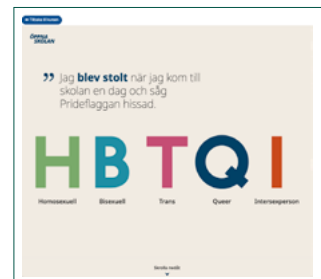 ÖPPNA
SKOLAN
” Jag blev stolt när jag kom till
skolan en dag och såg
Prideflaggan hissad.
HBTQI
Homosexuell Bisexuell Trans Queer Intersexperson